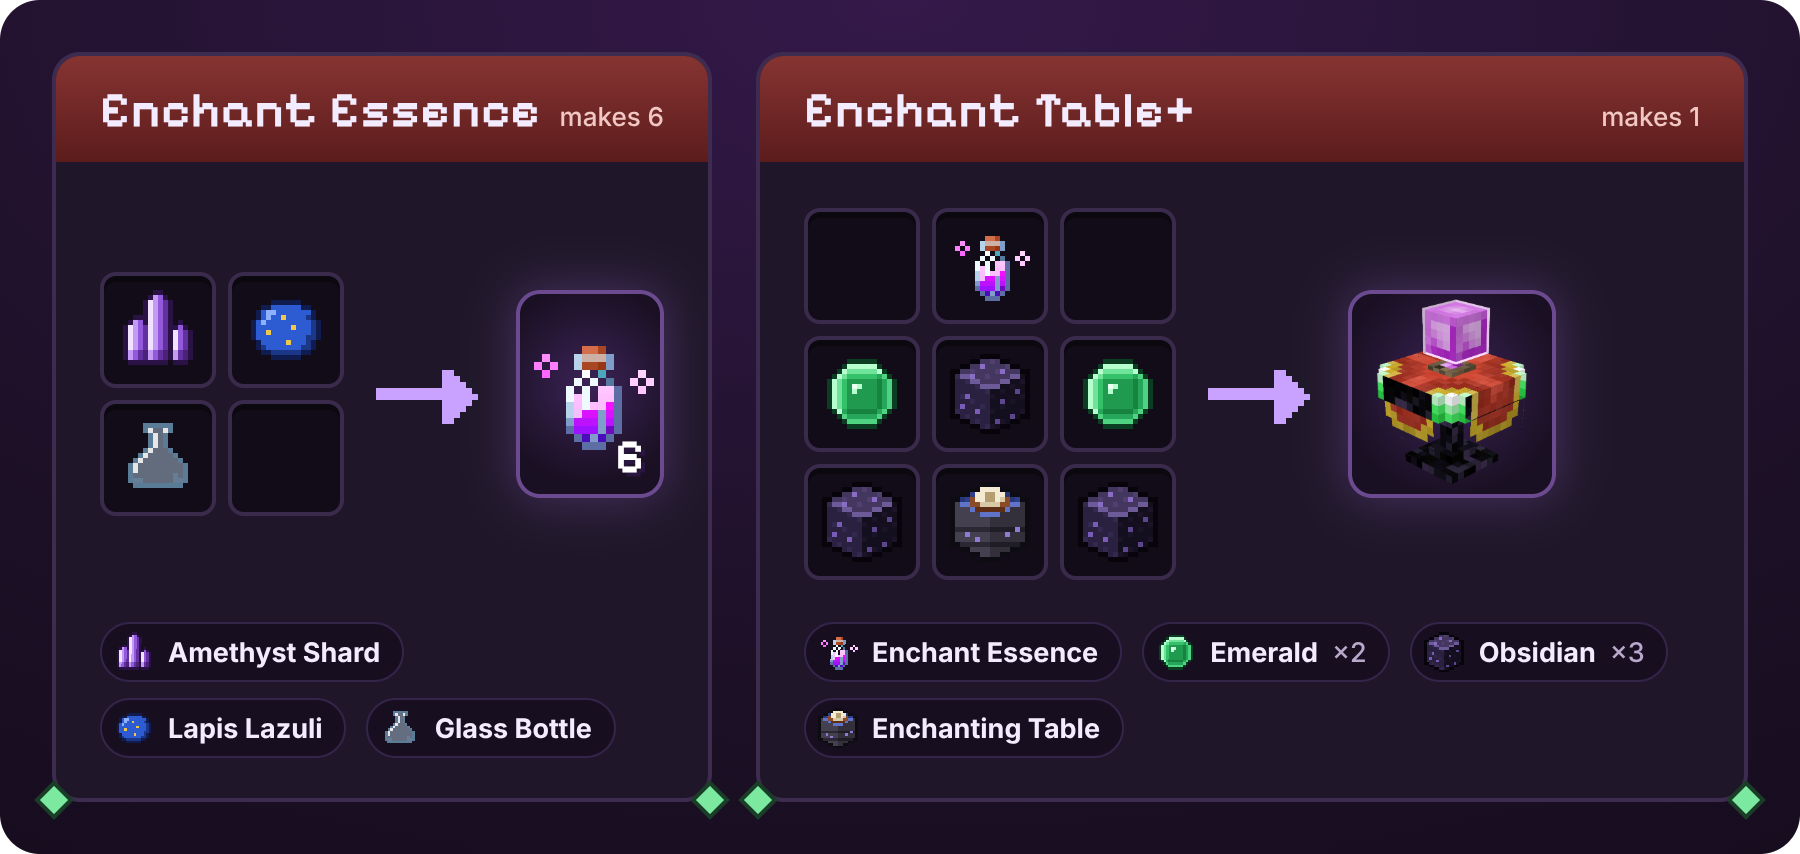 Enchant Essence makes 6
6
Amethyst Shard
Lapis Lazuli
Glass Bottle
Enchant Table+ makes 1
Enchant Essence
Emerald ×2
Obsidian ×3
Enchanting Table